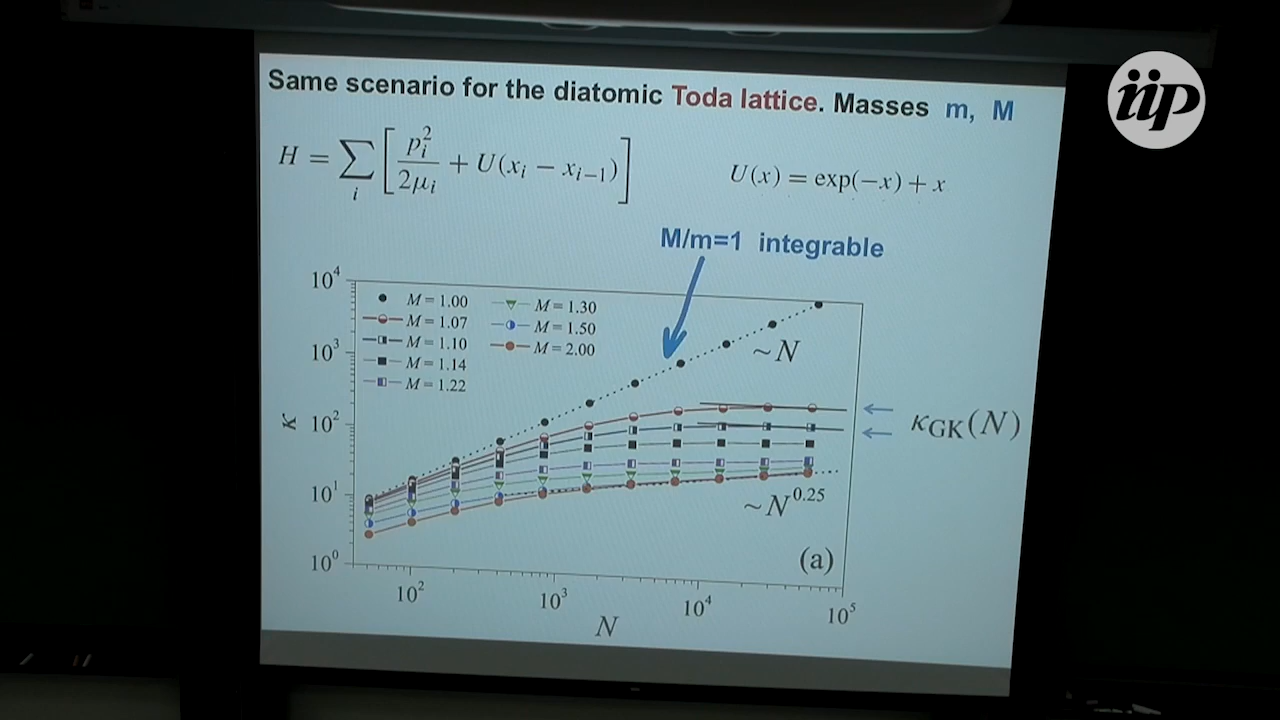 iip
Same scenario for the diatomic Toda lattice. Masses m, M
H = ∑_i [ p_i^2 / 2μ_i + U(x_i − x_{i−1}) ]
U(x) = exp(−x) + x
M/m=1 integrable
10^4
10^3
10^2
10^1
10^0
κ
M = 1.00
M = 1.07
M = 1.10
M = 1.14
M = 1.22
M = 1.30
M = 1.50
M = 2.00
~N
κ_GK(N)
~N^0.25
(a)
10^2
10^3
10^4
10^5
N